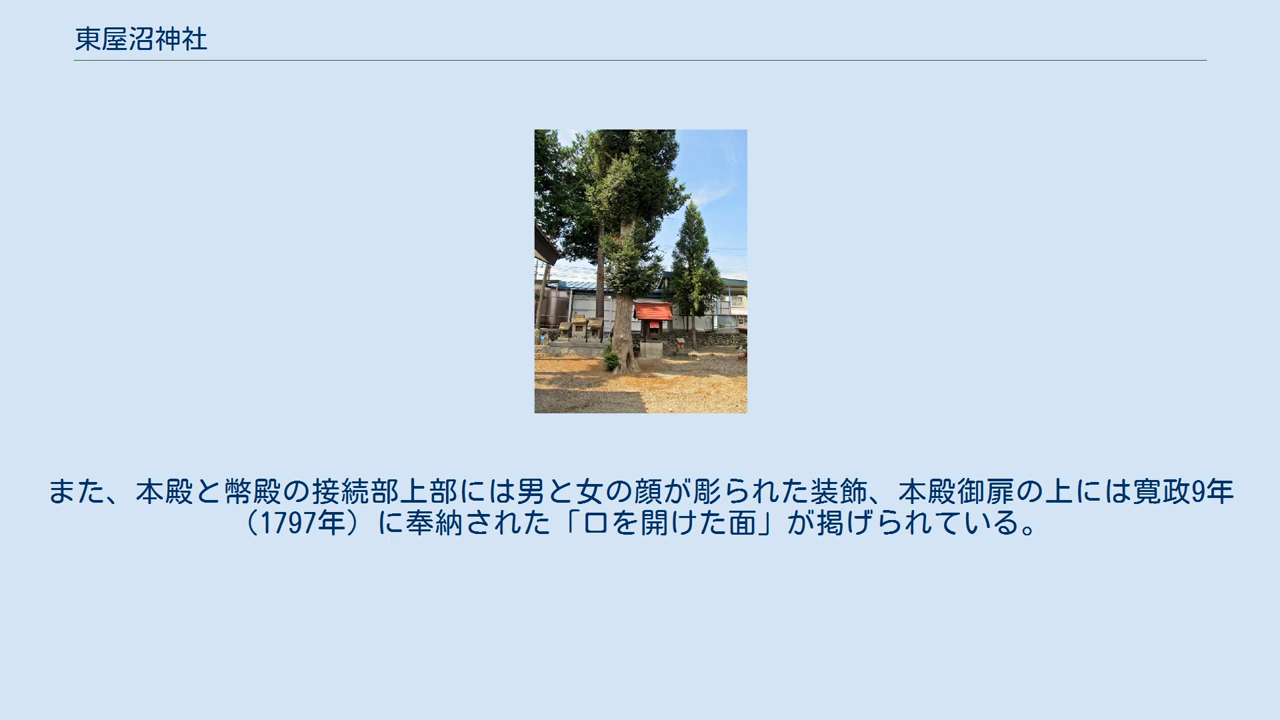 東屋沼神社
また、本殿と幣殿の接続部上部には男と女の顔が彫られた装飾、本殿御扉の上には寛政9年
（1797年）に奉納された「口を開けた面」が掲げられている。